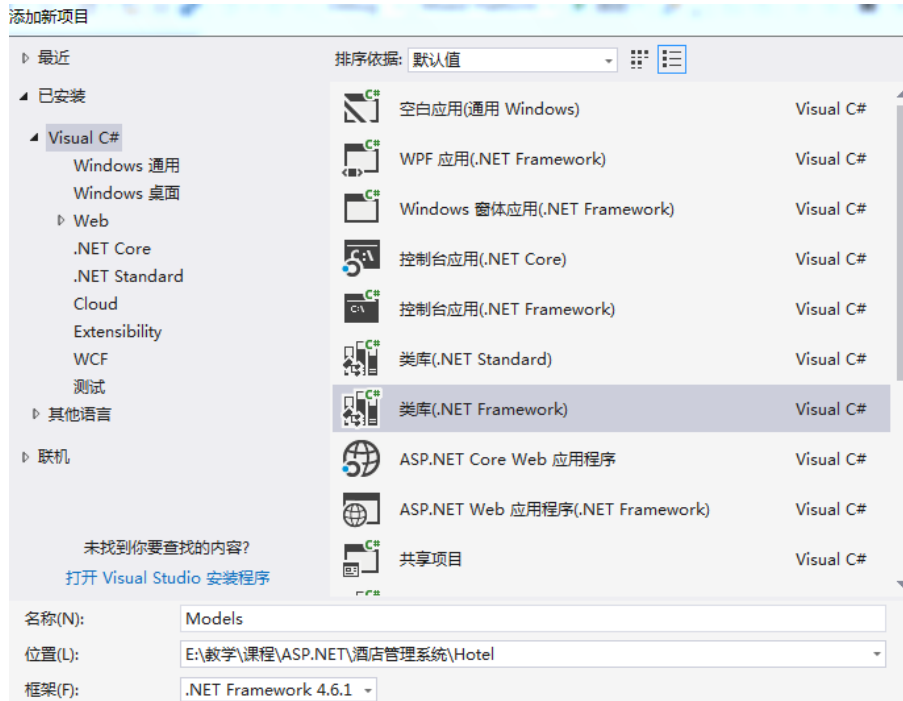 添加新项目
最近
已安装
Visual C#
Windows 通用
Windows 桌面
Web
.NET Core
.NET Standard
Cloud
Extensibility
WCF
测试
其他语言
联机
未找到你要查找的内容?
打开 Visual Studio 安装程序
排序依据: 默认值
空白应用(通用 Windows) Visual C#
WPF 应用(.NET Framework) Visual C#
Windows 窗体应用(.NET Framework) Visual C#
控制台应用(.NET Core) Visual C#
控制台应用(.NET Framework) Visual C#
类库(.NET Standard) Visual C#
类库(.NET Framework) Visual C#
ASP.NET Core Web 应用程序 Visual C#
ASP.NET Web 应用程序(.NET Framework) Visual C#
共享项目 Visual C#
名称(N): Models
位置(L): E:\教学\课程\ASP.NET\酒店管理系统\Hotel
框架(F): .NET Framework 4.6.1